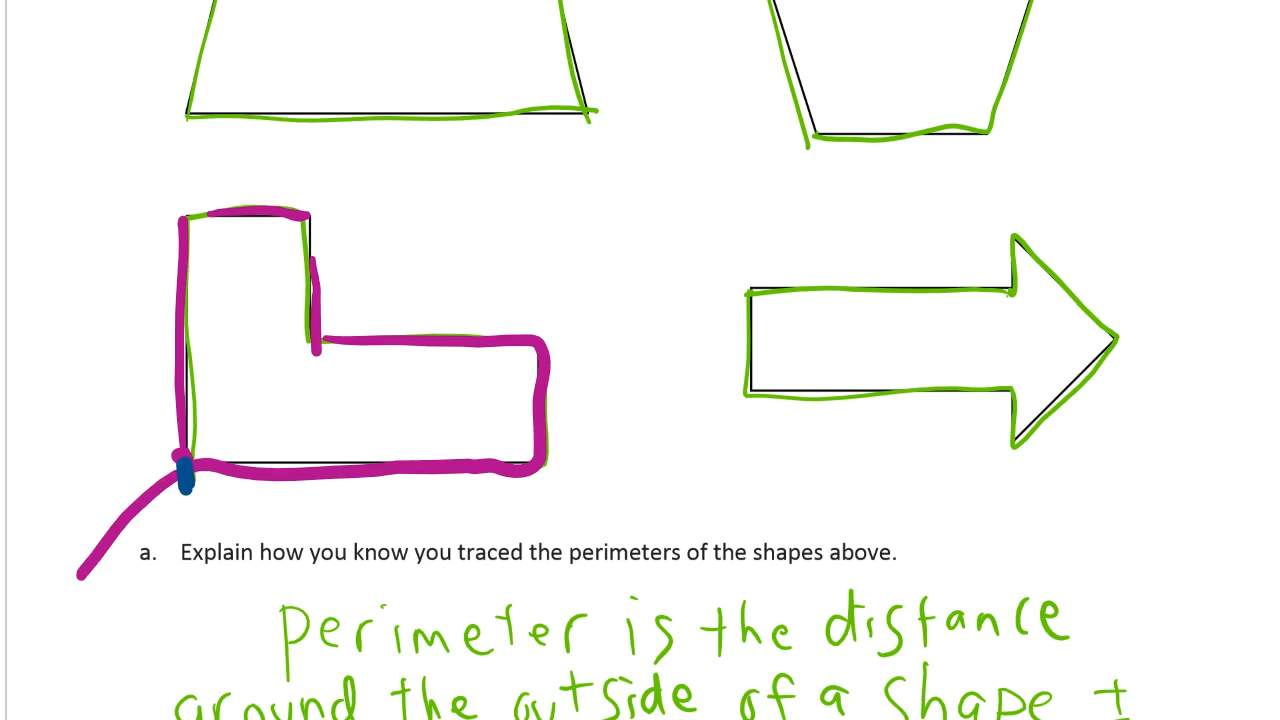 a. Explain how you know you traced the perimeters of the shapes above.
perimeter is the distance
around the outside of a shape